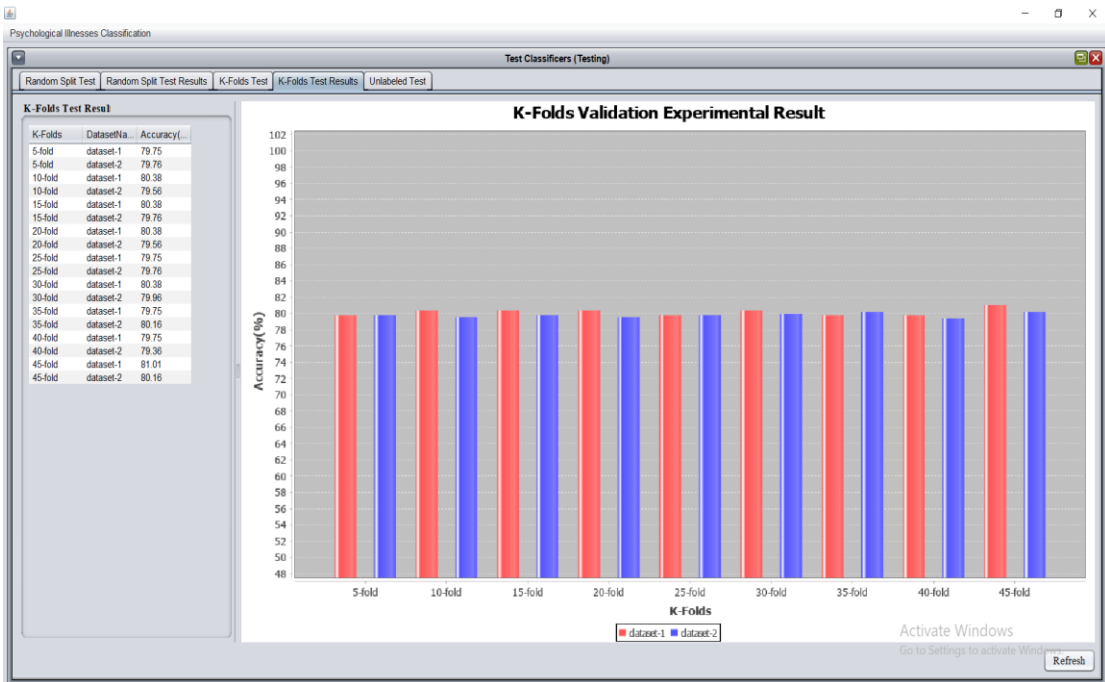 Psychological Illnesses Classification
Test Classificers (Testing)
Random Split Test Random Split Test Results K-Folds Test K-Folds Test Results Unlabeled Test
K-Folds Test Resul
K-Folds DatasetNa... Accuracy(...
5-fold dataset-1 79.75
5-fold dataset-2 79.76
10-fold dataset-1 80.38
10-fold dataset-2 79.56
15-fold dataset-1 80.38
15-fold dataset-2 79.76
20-fold dataset-1 80.38
20-fold dataset-2 79.56
25-fold dataset-1 79.75
25-fold dataset-2 79.76
30-fold dataset-1 80.38
30-fold dataset-2 79.96
35-fold dataset-1 79.75
35-fold dataset-2 80.16
40-fold dataset-1 79.75
40-fold dataset-2 79.36
45-fold dataset-1 81.01
45-fold dataset-2 80.16
K-Folds Validation Experimental Result
Accuracy(%)
102
100
98
96
94
92
90
88
86
84
82
80
78
76
74
72
70
68
66
64
62
60
58
56
54
52
50
48
5-fold 10-fold 15-fold 20-fold 25-fold 30-fold 35-fold 40-fold 45-fold
K-Folds
dataset-1 dataset-2
Activate Windows
Go to Settings to activate Windows.
Refresh